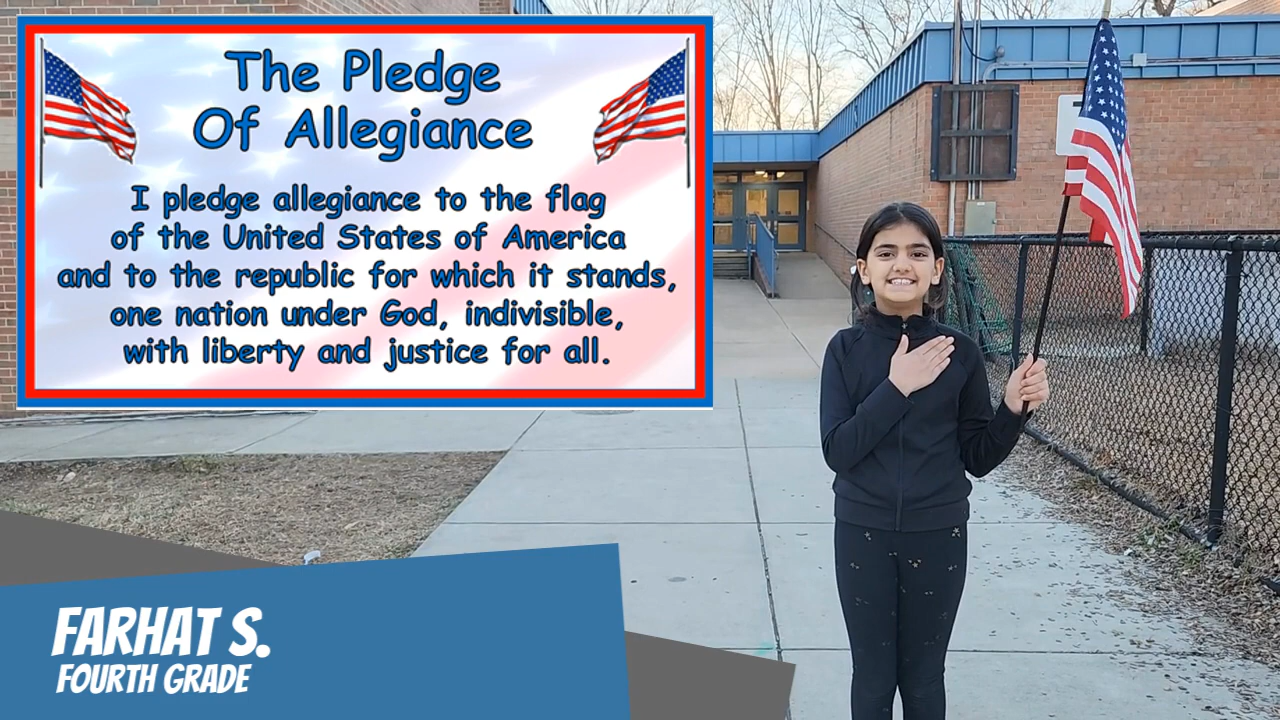 The Pledge
Of Allegiance
I pledge allegiance to the flag
of the United States of America
and to the republic for which it stands,
one nation under God, indivisible,
with liberty and justice for all.
FARHAT S.
FOURTH GRADE